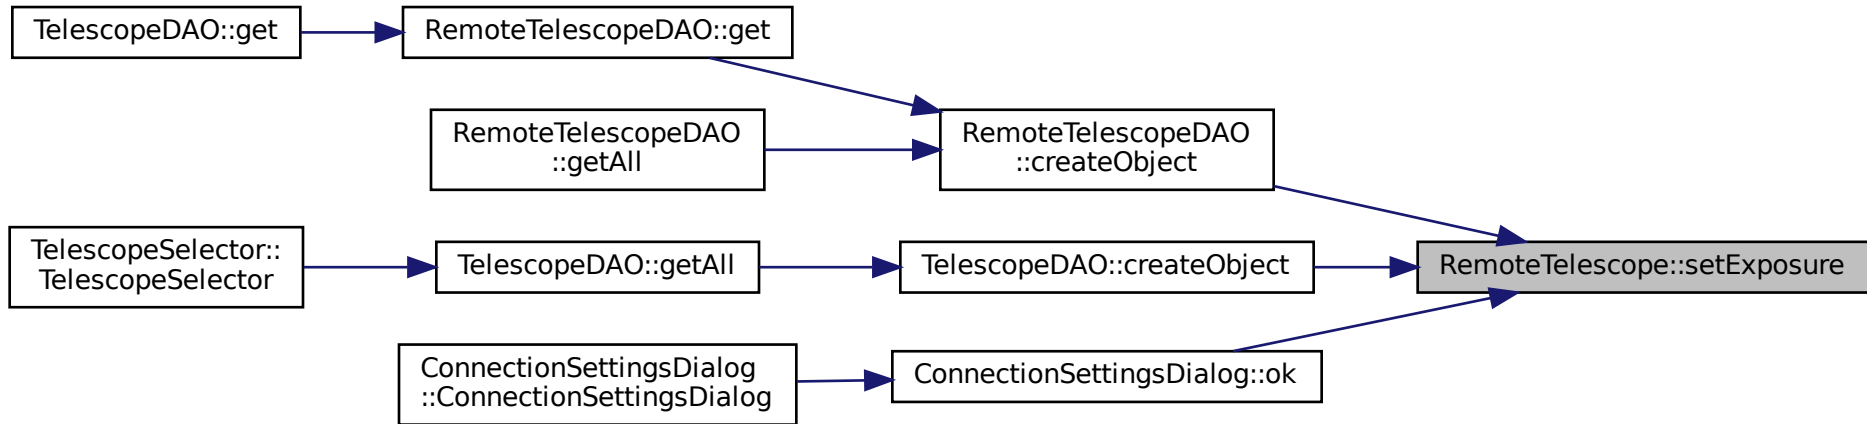 TelescopeDAO::get
RemoteTelescopeDAO::get
RemoteTelescopeDAO
::getAll
RemoteTelescopeDAO
::createObject
TelescopeSelector::
TelescopeSelector
TelescopeDAO::getAll
TelescopeDAO::createObject
RemoteTelescope::setExposure
ConnectionSettingsDialog
::ConnectionSettingsDialog
ConnectionSettingsDialog::ok